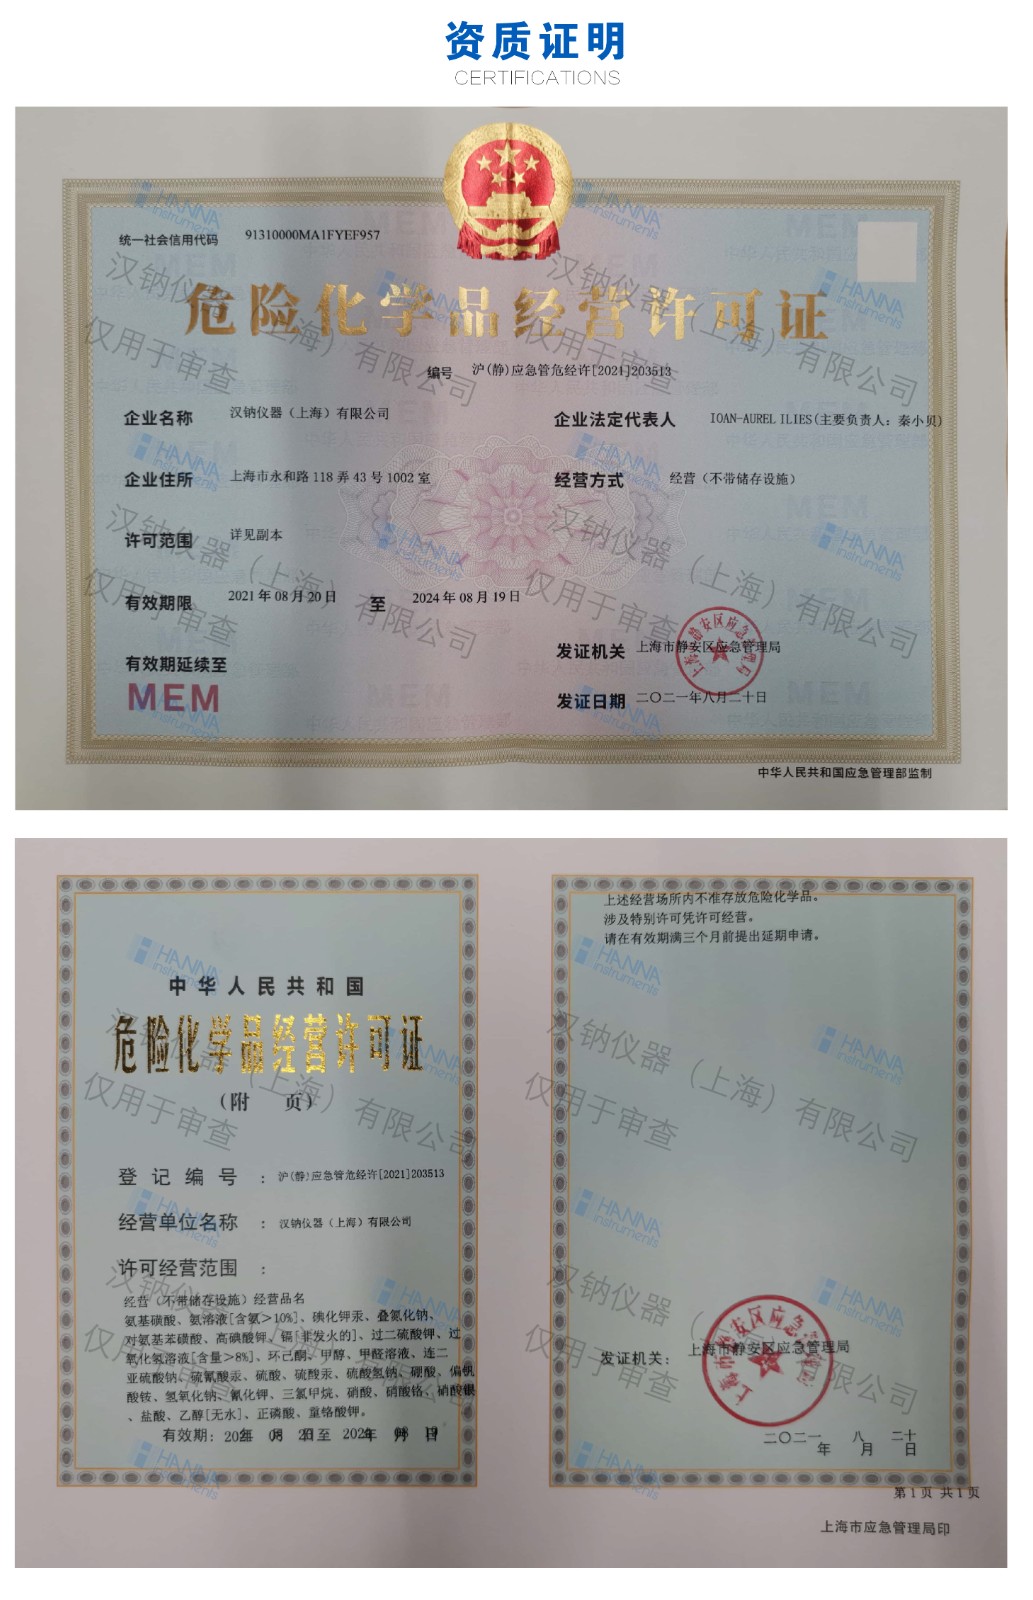 资质证明
CERTIFICATIONS
统一社会信用代码 91310000MA1FYEF957
危险化学品经营许可证
编号 沪(静)应急管危经许[2021]203513
企业名称 汉钠仪器（上海）有限公司
企业法定代表人 IOAN-AUREL ILIES(主要负责人：秦小贝)
企业住所 上海市永和路118弄43号1002室
经营方式 经营（不带储存设施）
许可范围 详见副本
有效期限 2021年08月20日 至 2024年08月19日
发证机关 上海市静安区应急管理局
有效期延续至
MEM
发证日期 二〇二一年八月二十日
中华人民共和国应急管理部监制
HANNA
instruments
汉钠仪器（上海）有限公司
仅用于审查
中华人民共和国
危险化学品经营许可证
（附 页）
登记编号 ： 沪(静)应急管危经许[2021]203513
经营单位名称 ： 汉钠仪器（上海）有限公司
许可经营范围 ：
经营（不带储存设施）经营品名
氨基磺酸、氨溶液[含氨＞10%]、碘化钾汞、叠氮化钠、
对氨基苯磺酸、高碘酸钾、镉[非发火的]、过二硫酸钾、过
氧化氢溶液[含量＞8%]、环己酮、甲醇、甲醛溶液、连二
亚硫酸钠、硫氰酸汞、硫酸、硫酸汞、硫酸氢钠、硼酸、偏钒
酸铵、氢氧化钠、氰化钾、三氯甲烷、硝酸、硝酸铬、硝酸银
、盐酸、乙醇[无水]、正磷酸、重铬酸钾。
有效期：年 月 日至 年 月 日
上述经营场所内不准存放危险化学品。
涉及特别许可凭许可经营。
请在有效期满三个月前提出延期申请。
发证机关： 上海市静安区应急管理局
二〇二一 八 二十
年 月 日
第1页 共1页
上海市应急管理局印